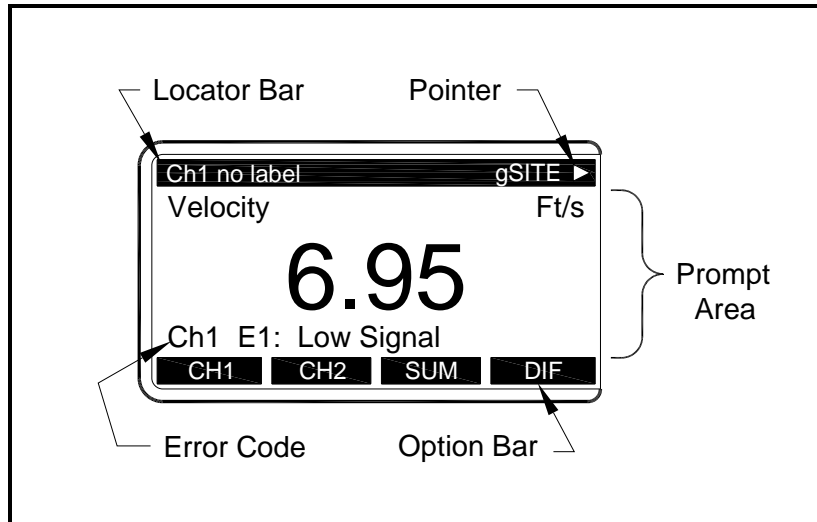 Locator Bar Pointer
Ch1 no label gSITE ►
Velocity Ft/s
6.95
Prompt
Area
Ch1 E1: Low Signal
CH1 CH2 SUM DIF
Error Code Option Bar